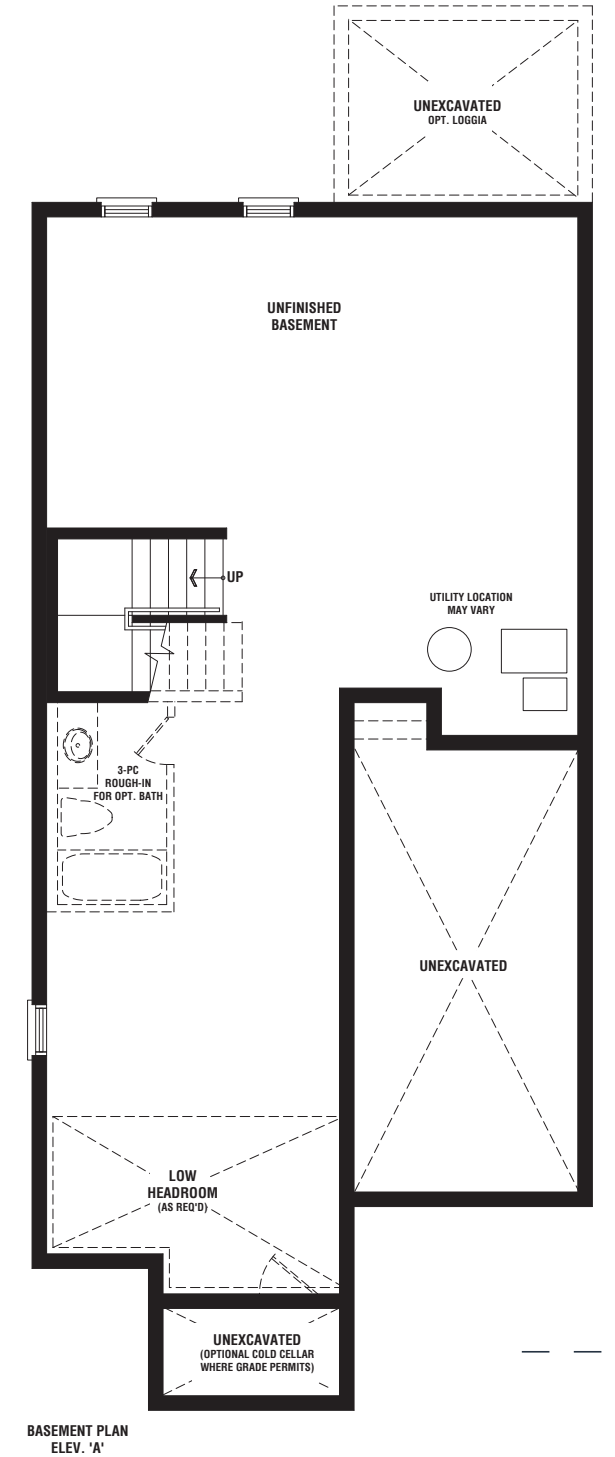 UNEXCAVATED
OPT. LOGGIA
UNFINISHED
BASEMENT
UP
UTILITY LOCATION
MAY VARY
3-PC
ROUGH-IN
FOR OPT. BATH
UNEXCAVATED
LOW
HEADROOM
(AS REQ'D)
UNEXCAVATED
(OPTIONAL COLD CELLAR
WHERE GRADE PERMITS)
BASEMENT PLAN
ELEV. 'A'